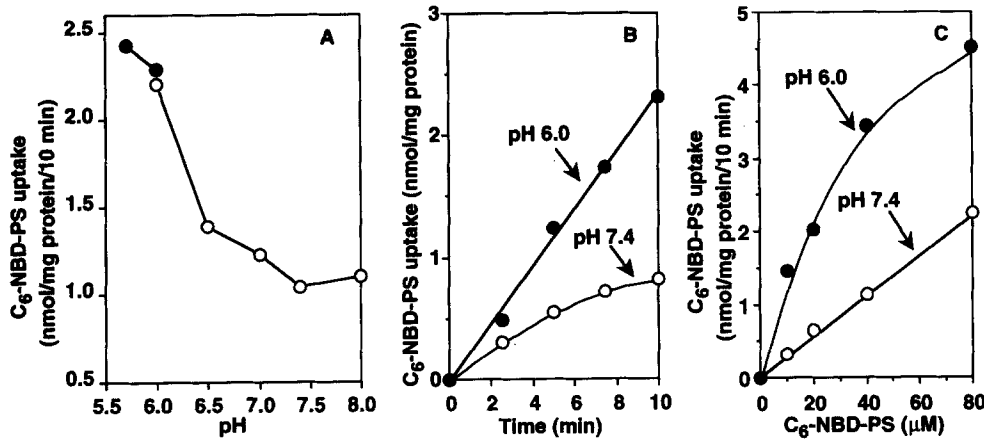 A
C6-NBD-PS uptake
(nmol/mg protein/10 min)
2.5
2.0
1.5
1.0
0.5
5.5
6.0
6.5
7.0
7.5
8.0
pH
B
C6-NBD-PS uptake (nmol/mg protein)
3
2
1
0
pH 6.0
pH 7.4
0
2
4
6
8
10
Time (min)
C
C6-NBD-PS uptake
(nmol/mg protein/10 min)
5
4
3
2
1
0
pH 6.0
pH 7.4
0
20
40
60
80
C6-NBD-PS (μM)